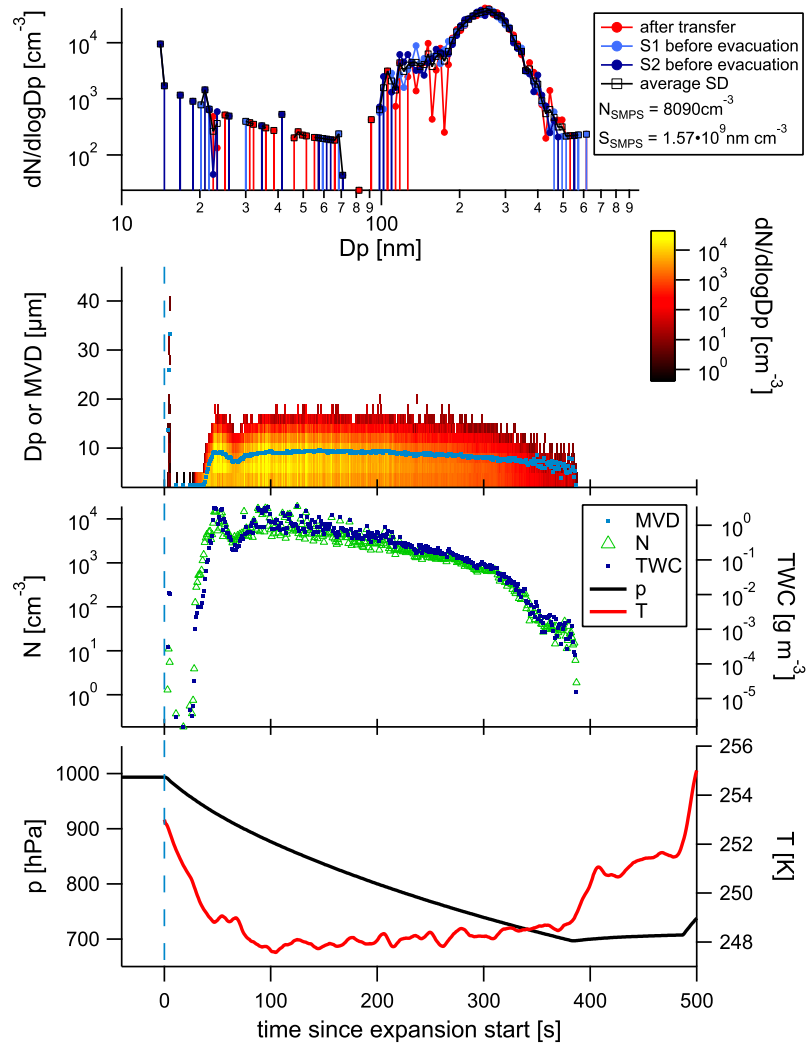 dN/dlogDp [cm-3]
10^4
10^3
10^2
after transfer
S1 before evacuation
S2 before evacuation
average SD
N_SMPS = 8090cm^-3
S_SMPS = 1.57•10^9nm cm^-3
10 2 3 4 5 6 7 8 9 100 2 3 4 5 6 7 8 9
Dp [nm]
Dp or MVD [µm]
40
30
20
10
10^4
10^3
10^2
10^1
10^0
dN/dlogDp [cm^-3]
N [cm^-3]
10^4
10^3
10^2
10^1
10^0
MVD
N
TWC
p
T
10^0
10^-1
10^-2
10^-3
10^-4
10^-5
TWC [g m^-3]
p [hPa]
1000
900
800
700
256
254
252
250
248
T [K]
0 100 200 300 400 500
time since expansion start [s]